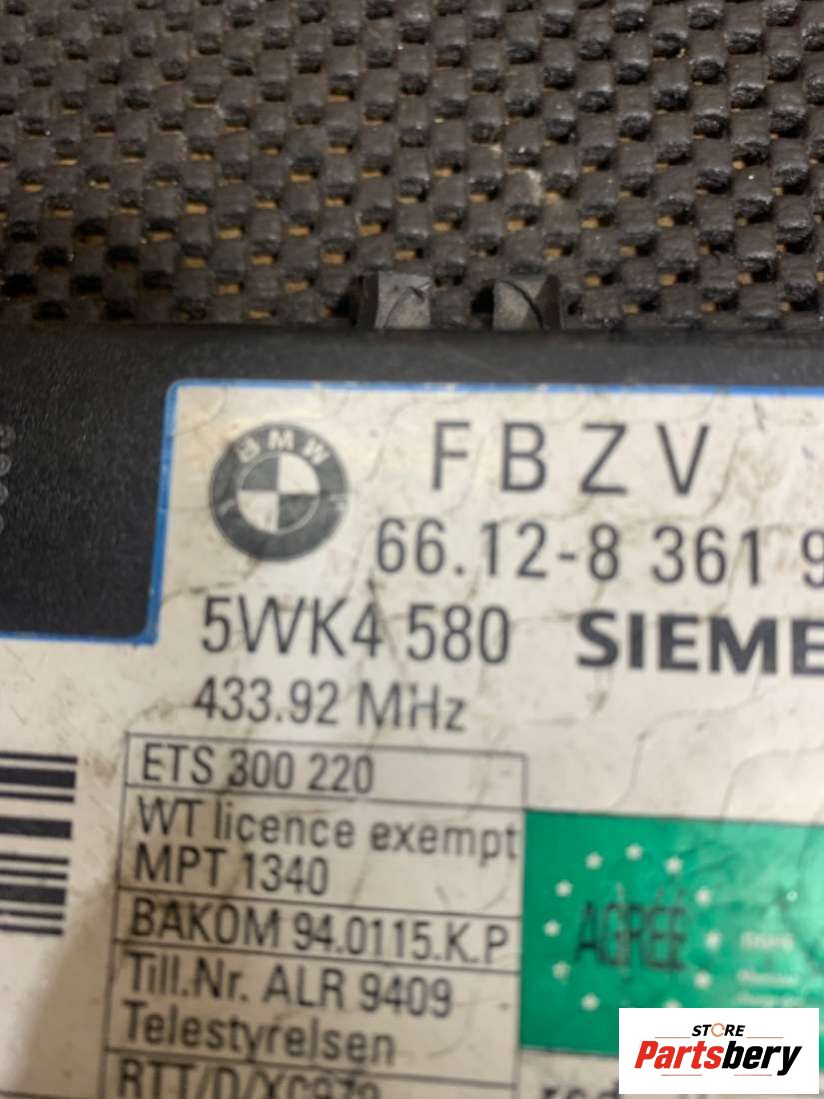 BMW
F B Z V
66.12-8 361 9
5WK4 580 SIEME
433.92 MHz
ETS 300 220
WT licence exempt
MPT 1340
BAKOM 94.0115.K.P
Till.Nr. ALR 9409
Telestyrelsen
AGRÉÉ
STORE
Partsbery